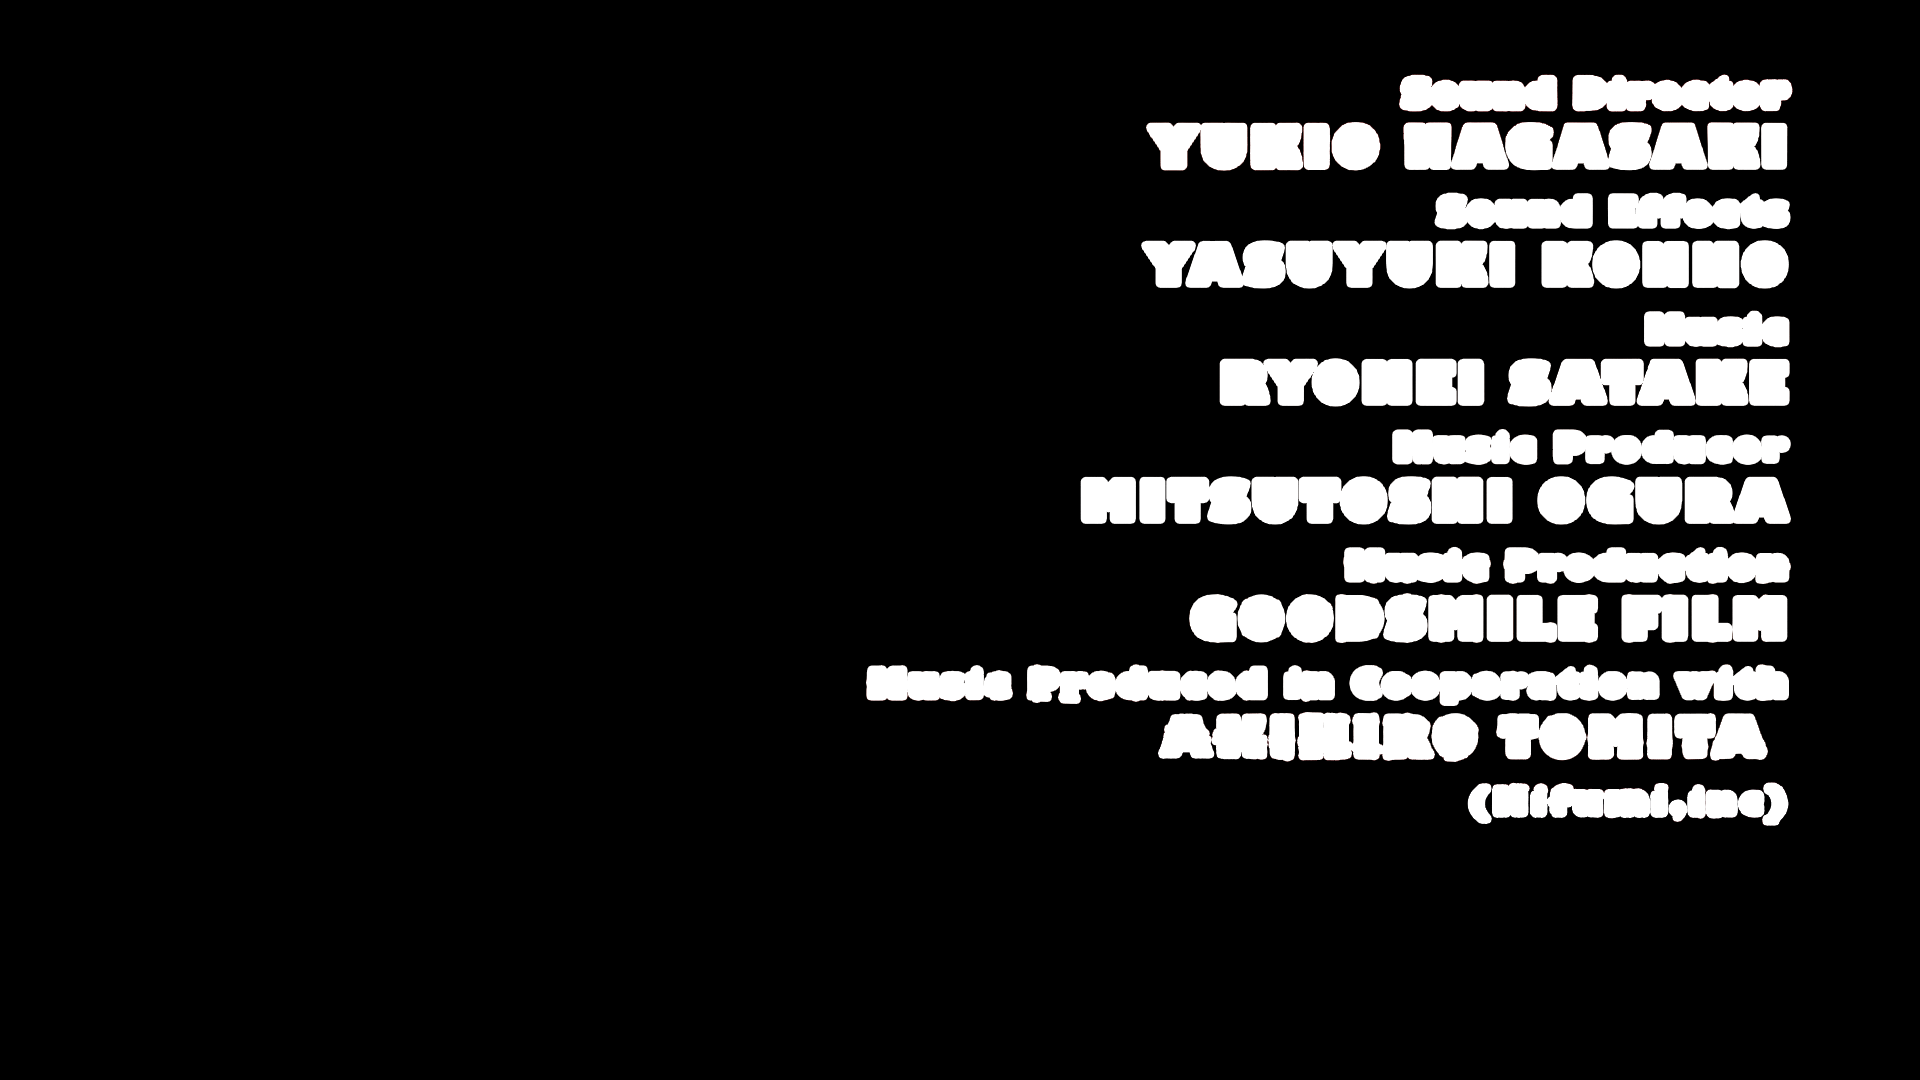 Sound Director
YUKIO NAGASAKI
Sound Effects
YASUYUKI KONNO
Music
RYOHEI SATAKE
Music Producer
MITSUTOSHI OGURA
Music Production
GOODSMILE FILM
Music Produced in Cooperation with
AKIHIRO TOMITA
(Hifumi,inc)